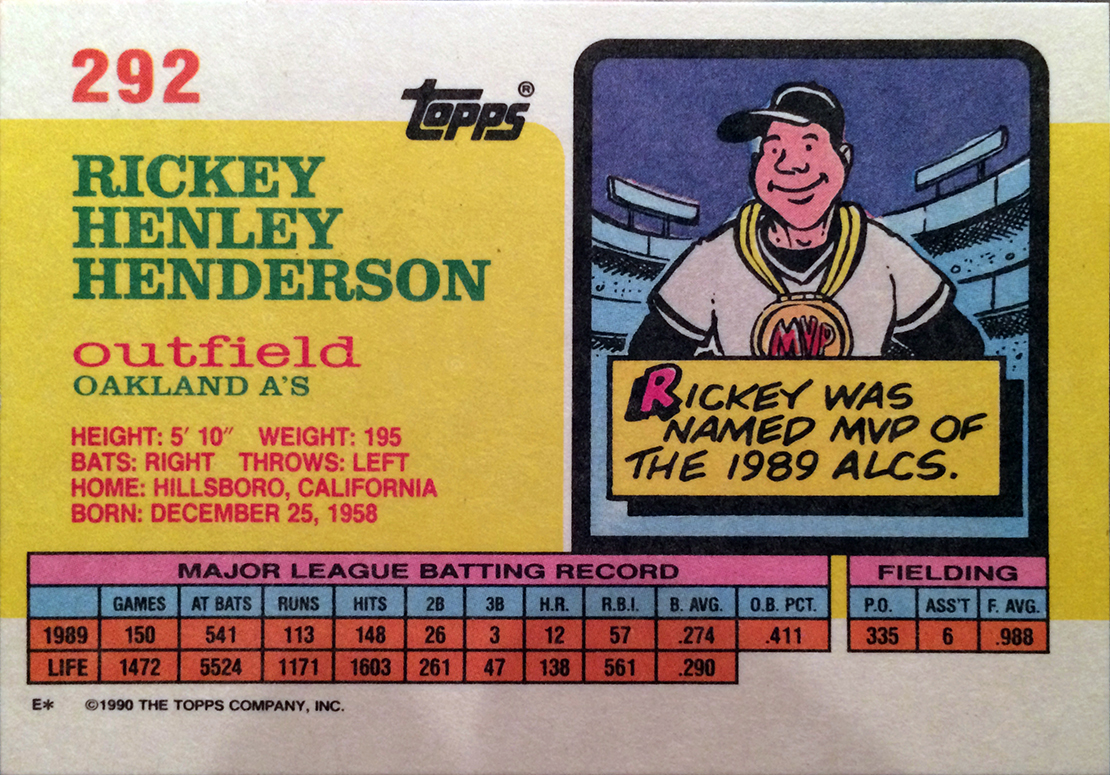 292
topps®
RICKEY
HENLEY
HENDERSON
outfield
OAKLAND A'S
HEIGHT: 5' 10" WEIGHT: 195
BATS: RIGHT THROWS: LEFT
HOME: HILLSBORO, CALIFORNIA
BORN: DECEMBER 25, 1958
MVP
RICKEY WAS
NAMED MVP OF
THE 1989 ALCS.
MAJOR LEAGUE BATTING RECORD
GAMES AT BATS RUNS HITS 2B 3B H.R. R.B.I. B. AVG. O.B. PCT.
1989 150 541 113 148 26 3 12 57 .274 .411
LIFE 1472 5524 1171 1603 261 47 138 561 .290
FIELDING
P.O. ASS'T F. AVG.
335 6 .988
E* ©1990 THE TOPPS COMPANY, INC.